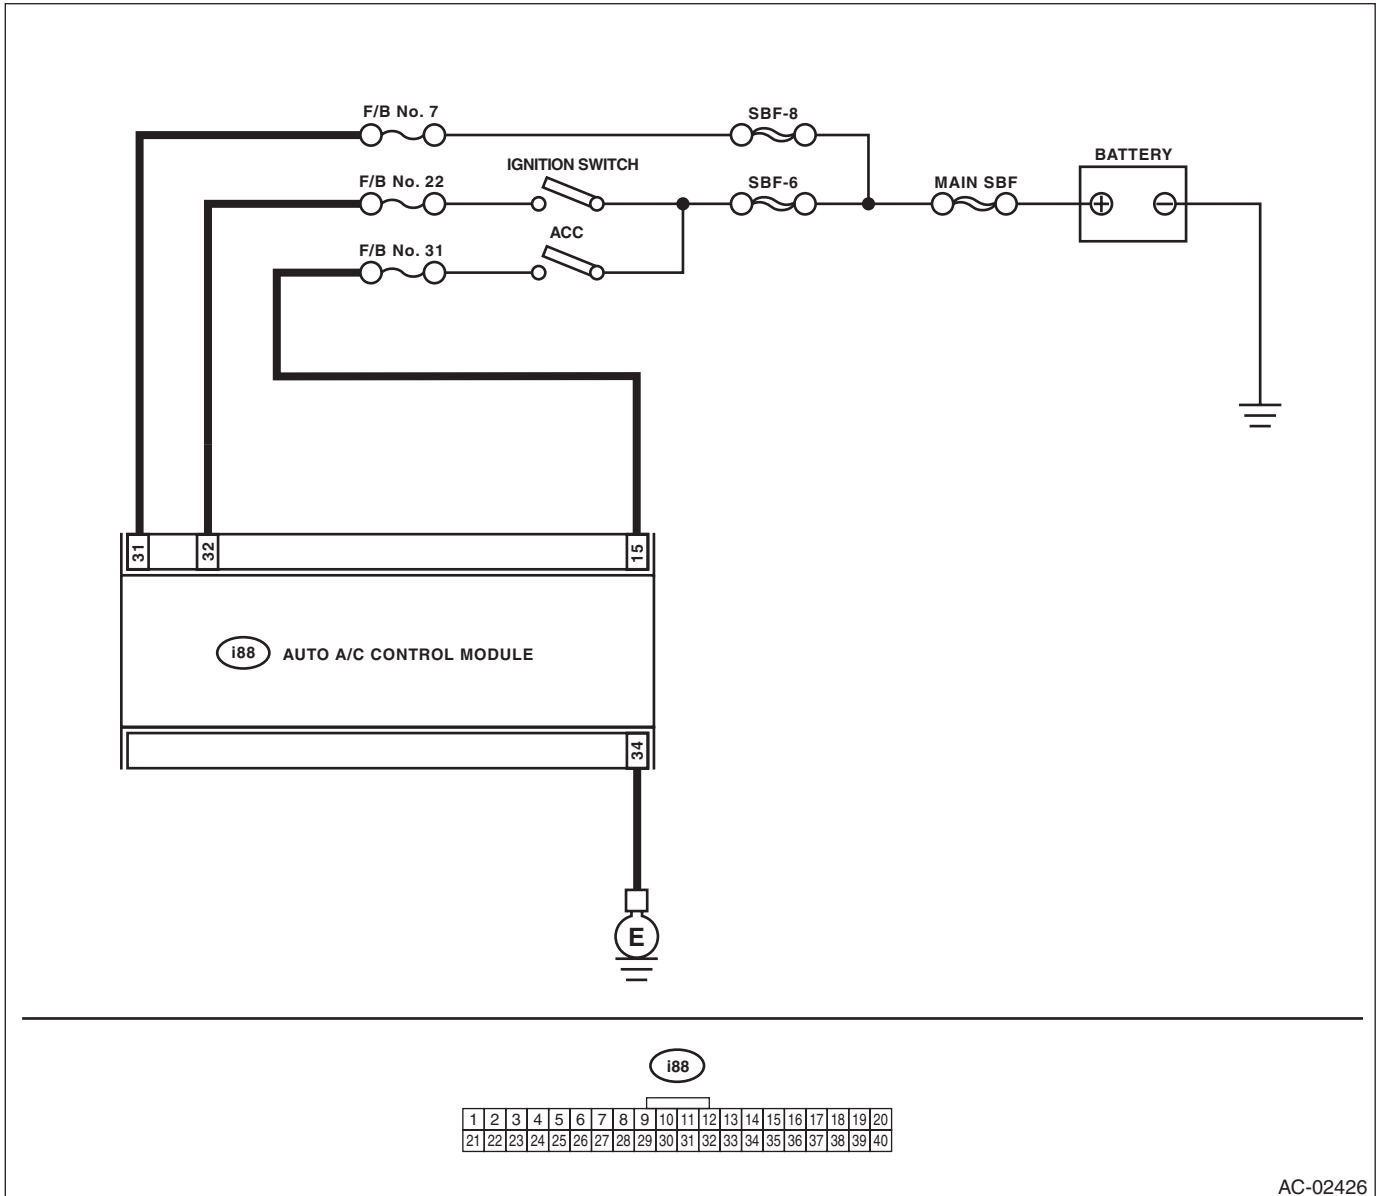 F/B No. 7
SBF-8
IGNITION SWITCH
BATTERY
F/B No. 22
SBF-6
MAIN SBF
+
−
ACC
F/B No. 31
31
32
15
i88 AUTO A/C CONTROL MODULE
34
E
i88
1 2 3 4 5 6 7 8 9 10 11 12 13 14 15 16 17 18 19 20
21 22 23 24 25 26 27 28 29 30 31 32 33 34 35 36 37 38 39 40
AC-02426